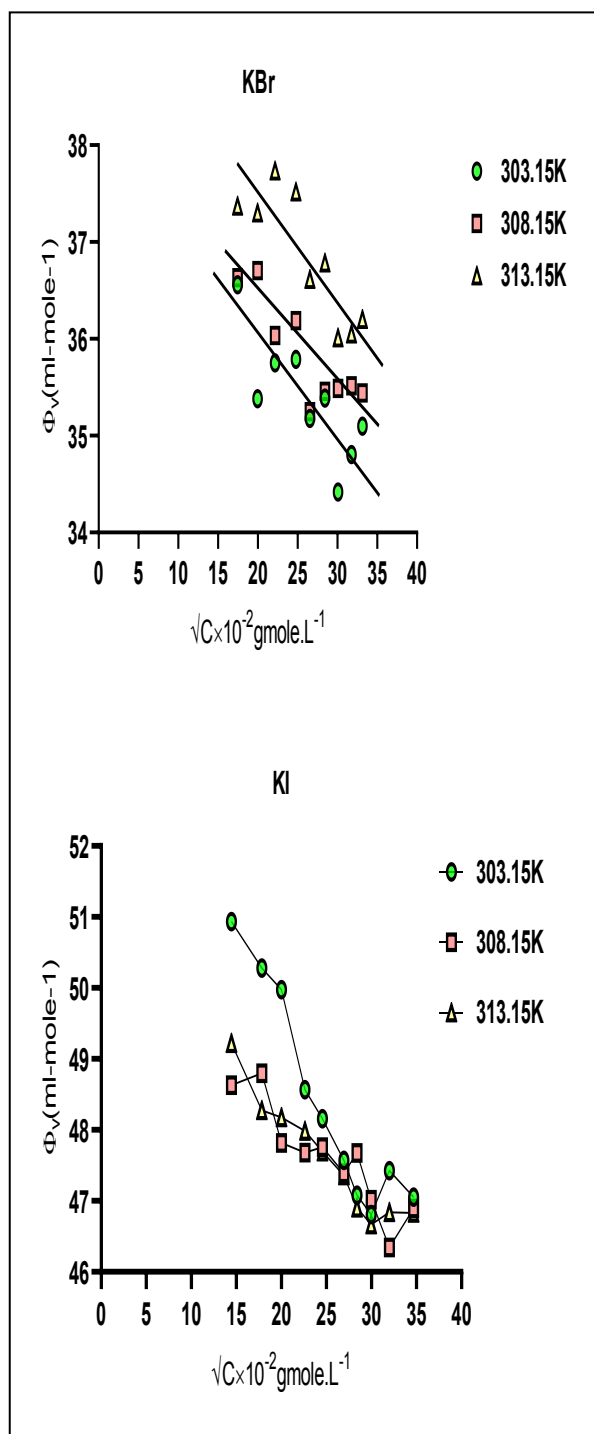 KBr
38
37
36
35
34
Φv(ml-mole-1)
0 5 10 15 20 25 30 35 40
√C×10⁻²gmole.L⁻¹
303.15K
308.15K
313.15K
KI
52
51
50
49
48
47
46
Φv(ml-mole-1)
0 5 10 15 20 25 30 35 40
√C×10⁻²gmole.L⁻¹
303.15K
308.15K
313.15K